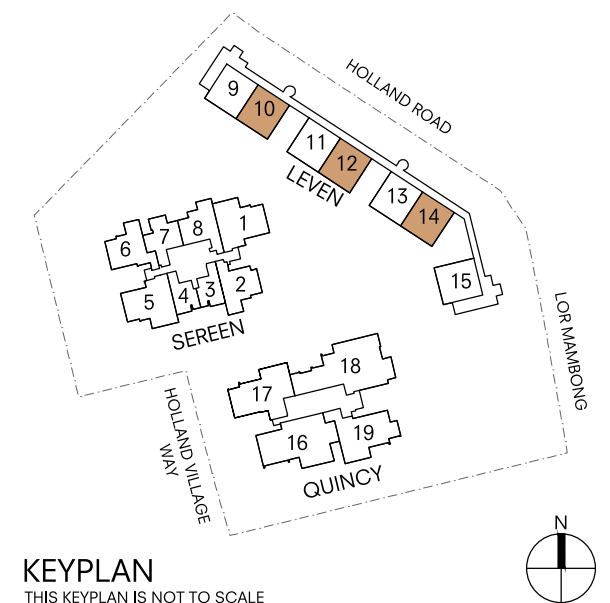 HOLLAND ROAD
9
10
11
12
LEVEN
13
14
15
LOR MAMBONG
6
7
8
1
5
4
3
2
SEREEN
17
18
16
19
QUINCY
HOLLAND VILLAGE
WAY
N
KEYPLAN
THIS KEYPLAN IS NOT TO SCALE